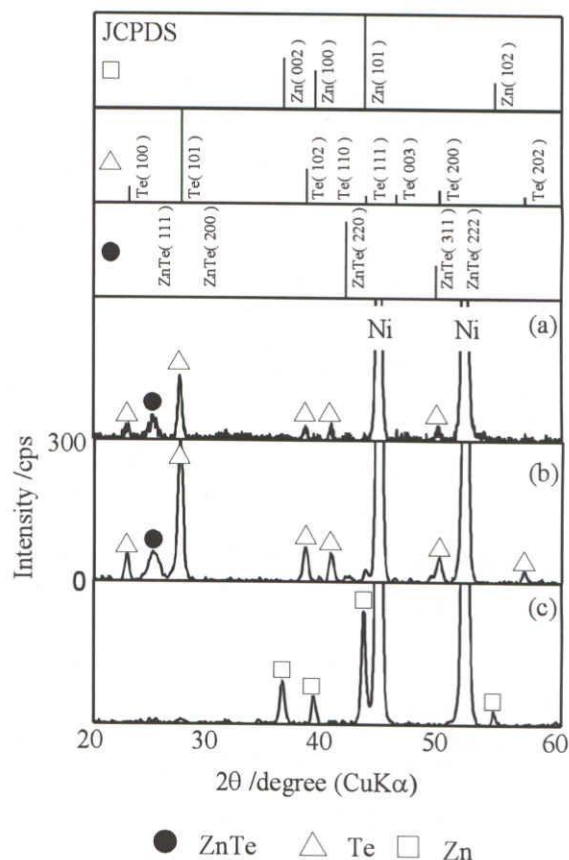 JCPDS
Zn( 002 )
Zn( 100 )
Zn( 101 )
Zn( 102 )
Te( 100 )
Te( 101 )
Te( 102 )
Te( 110 )
Te( 111 )
Te( 003 )
Te( 200 )
Te( 202 )
ZnTe( 111 )
ZnTe( 200 )
ZnTe( 220 )
ZnTe( 311 )
ZnTe( 222 )
Ni
Ni
(a)
300
(b)
Intensity /cps
0
(c)
20
30
40
50
60
2θ /degree (CuKα)
ZnTe
Te
Zn